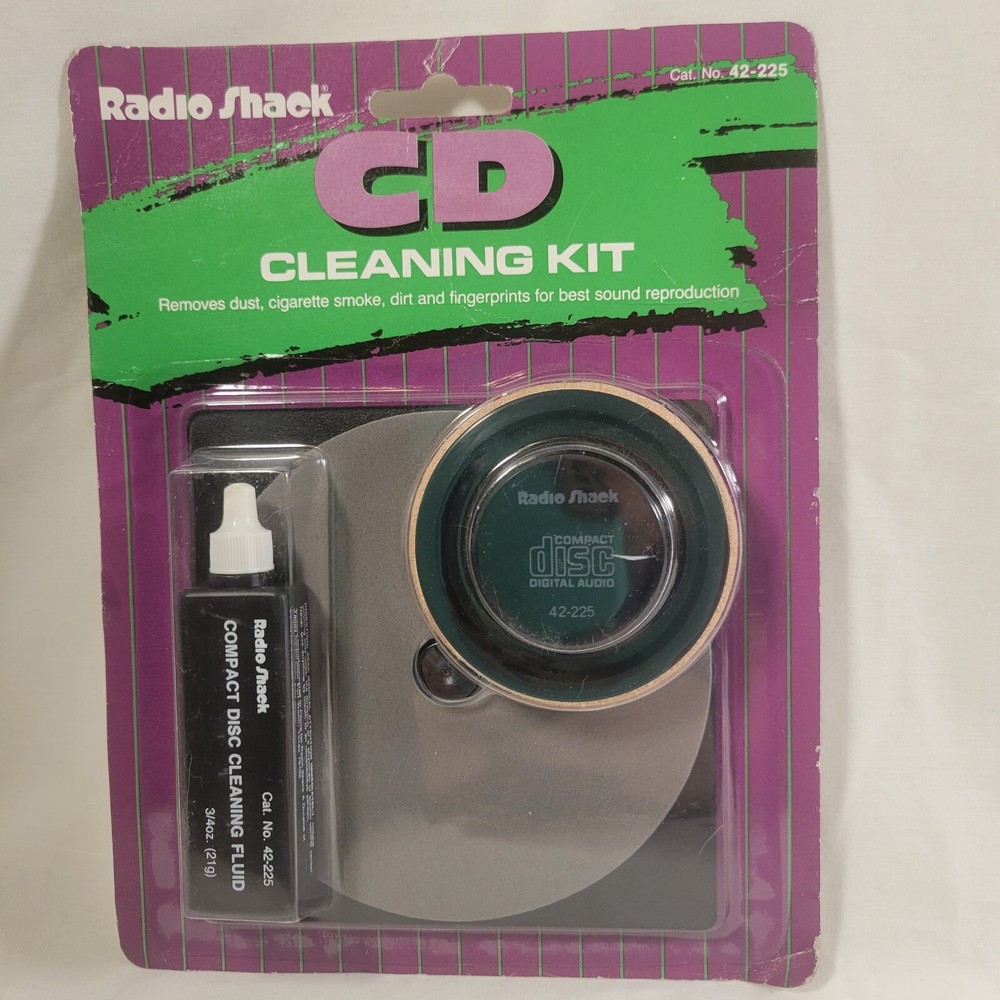 Radio Shack®
Cat. No. 42-225
CD
CLEANING KIT
Removes dust, cigarette smoke, dirt and fingerprints for best sound reproduction
Radio Shack
COMPACT
disc
DIGITAL AUDIO
42-225
Radio Shack
COMPACT DISC CLEANING FLUID
Cat. No. 42-225
3/4oz. (21g)